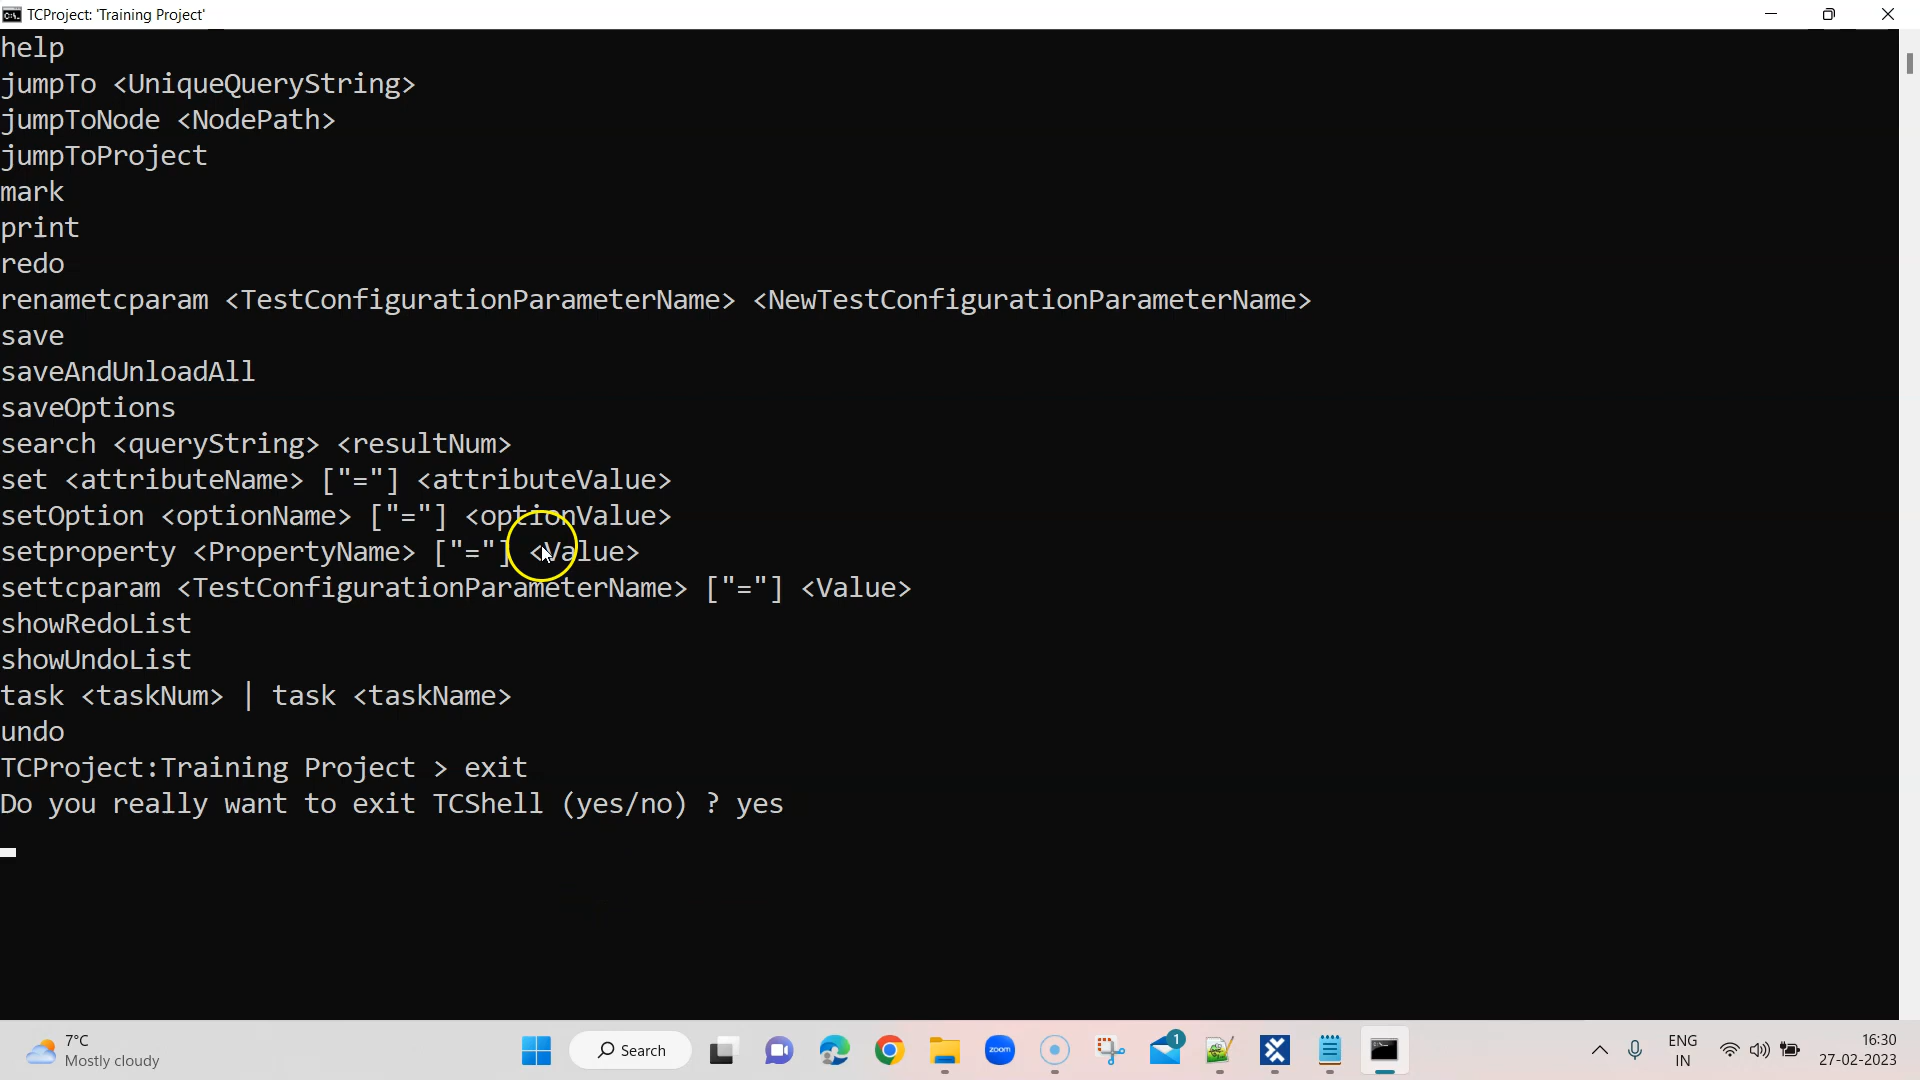 TCProject: 'Training Project'
help
jumpTo <UniqueQueryString>
jumpToNode <NodePath>
jumpToProject
mark
print
redo
renametcparam <TestConfigurationParameterName> <NewTestConfigurationParameterName>
save
saveAndUnloadAll
saveOptions
search <queryString> <resultNum>
set <attributeName> ["="] <attributeValue>
setOption <optionName> ["="] <optionValue>
setproperty <PropertyName> ["="] <Value>
settcparam <TestConfigurationParameterName> ["="] <Value>
showRedoList
showUndoList
task <taskNum> | task <taskName>
undo
TCProject:Training Project > exit
Do you really want to exit TCShell (yes/no) ? yes
7°C
Mostly cloudy
Search
zoom
1
ENG
IN
16:30
27-02-2023